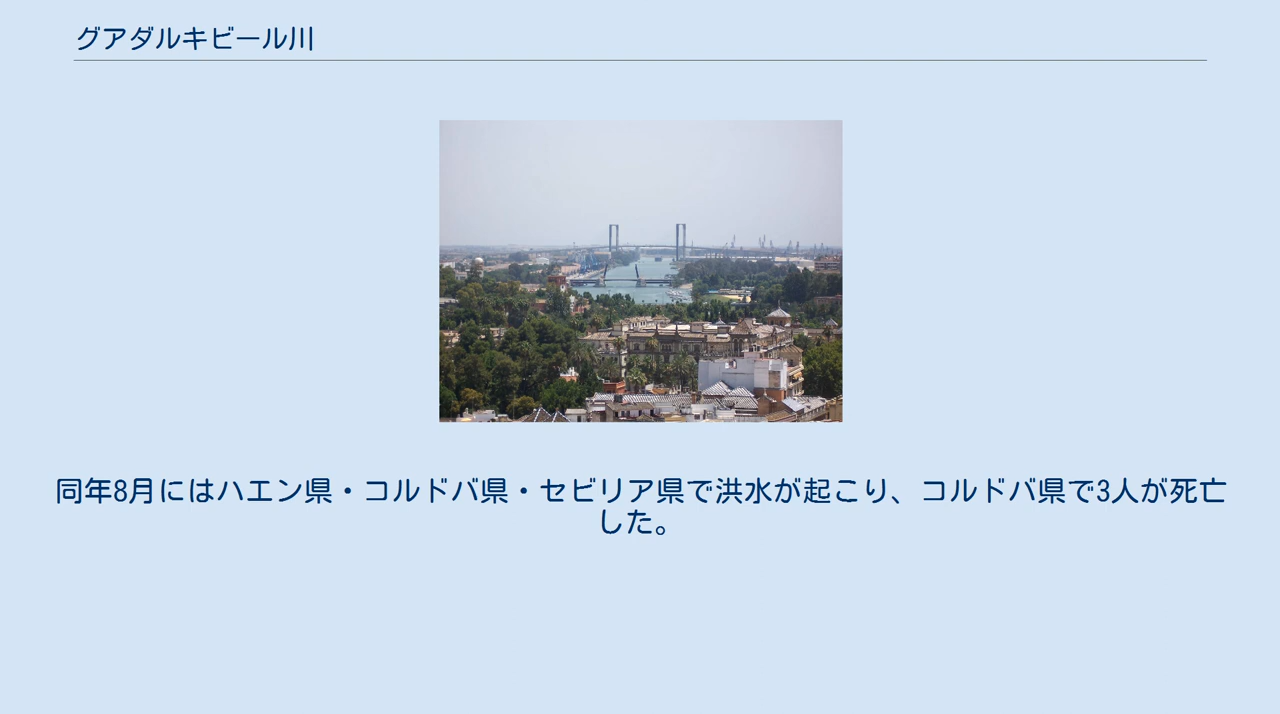 グアダルキビール川
同年8月にはハエン県・コルドバ県・セビリア県で洪水が起こり、コルドバ県で3人が死亡
した。